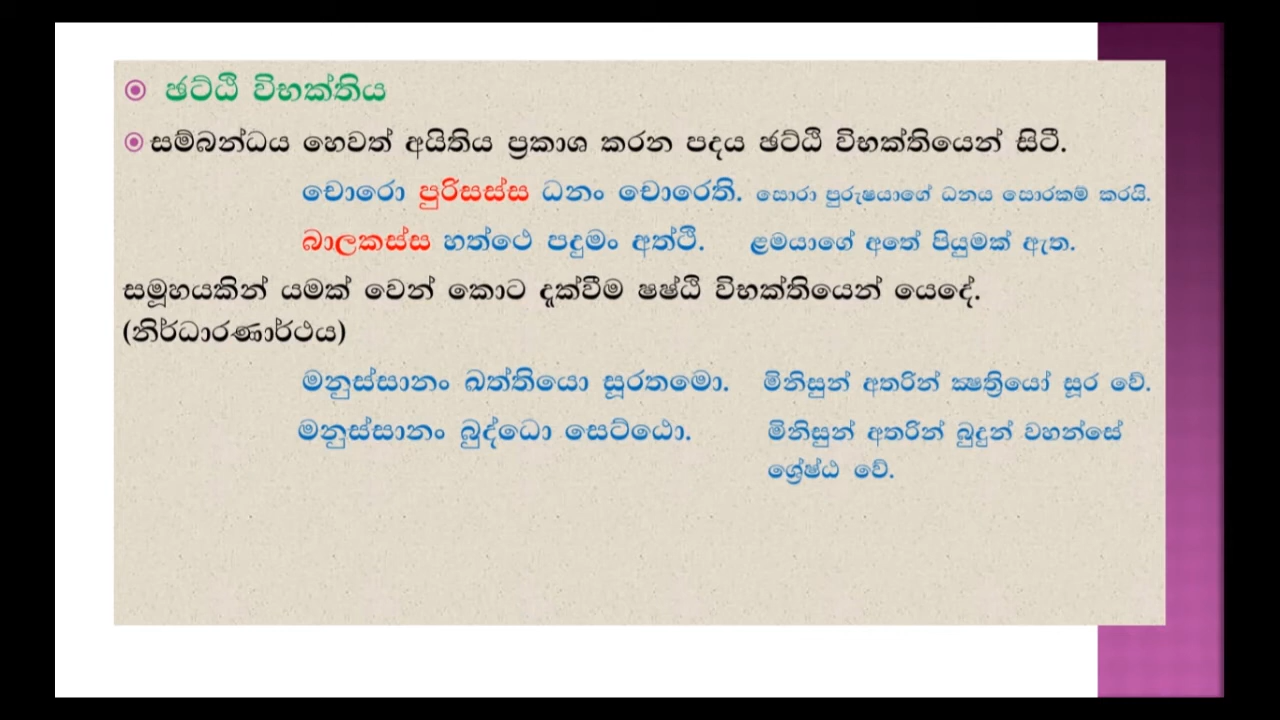 ඡට්ඨී විභක්තිය
සම්බන්ධය හෙවත් අයිතිය ප්‍රකාශ කරන පදය ඡට්ඨී විභක්තියෙන් සිටී.
චොරො පුරිසස්ස ධනං චොරෙති. සොරා පුරුෂයාගේ ධනය සොරකම් කරයි.
බාලකස්ස හත්ථෙ පදුමං අත්ථි. ළමයාගේ අතේ පියුමක් ඇත.
සමූහයකින් යමක් වෙන් කොට දැක්වීම ෂෂ්ඨී විභක්තියෙන් යෙදේ.
(නිර්ධාරණාර්ථය)
මනුස්සානං ඛත්තියො සූරතමො. මිනිසුන් අතරින් ක්‍ෂත්‍රියෝ සූර වේ.
මනුස්සානං බුද්ධො සෙට්ඨො. මිනිසුන් අතරින් බුදුන් වහන්සේ
ශ්‍රේෂ්ඨ වේ.